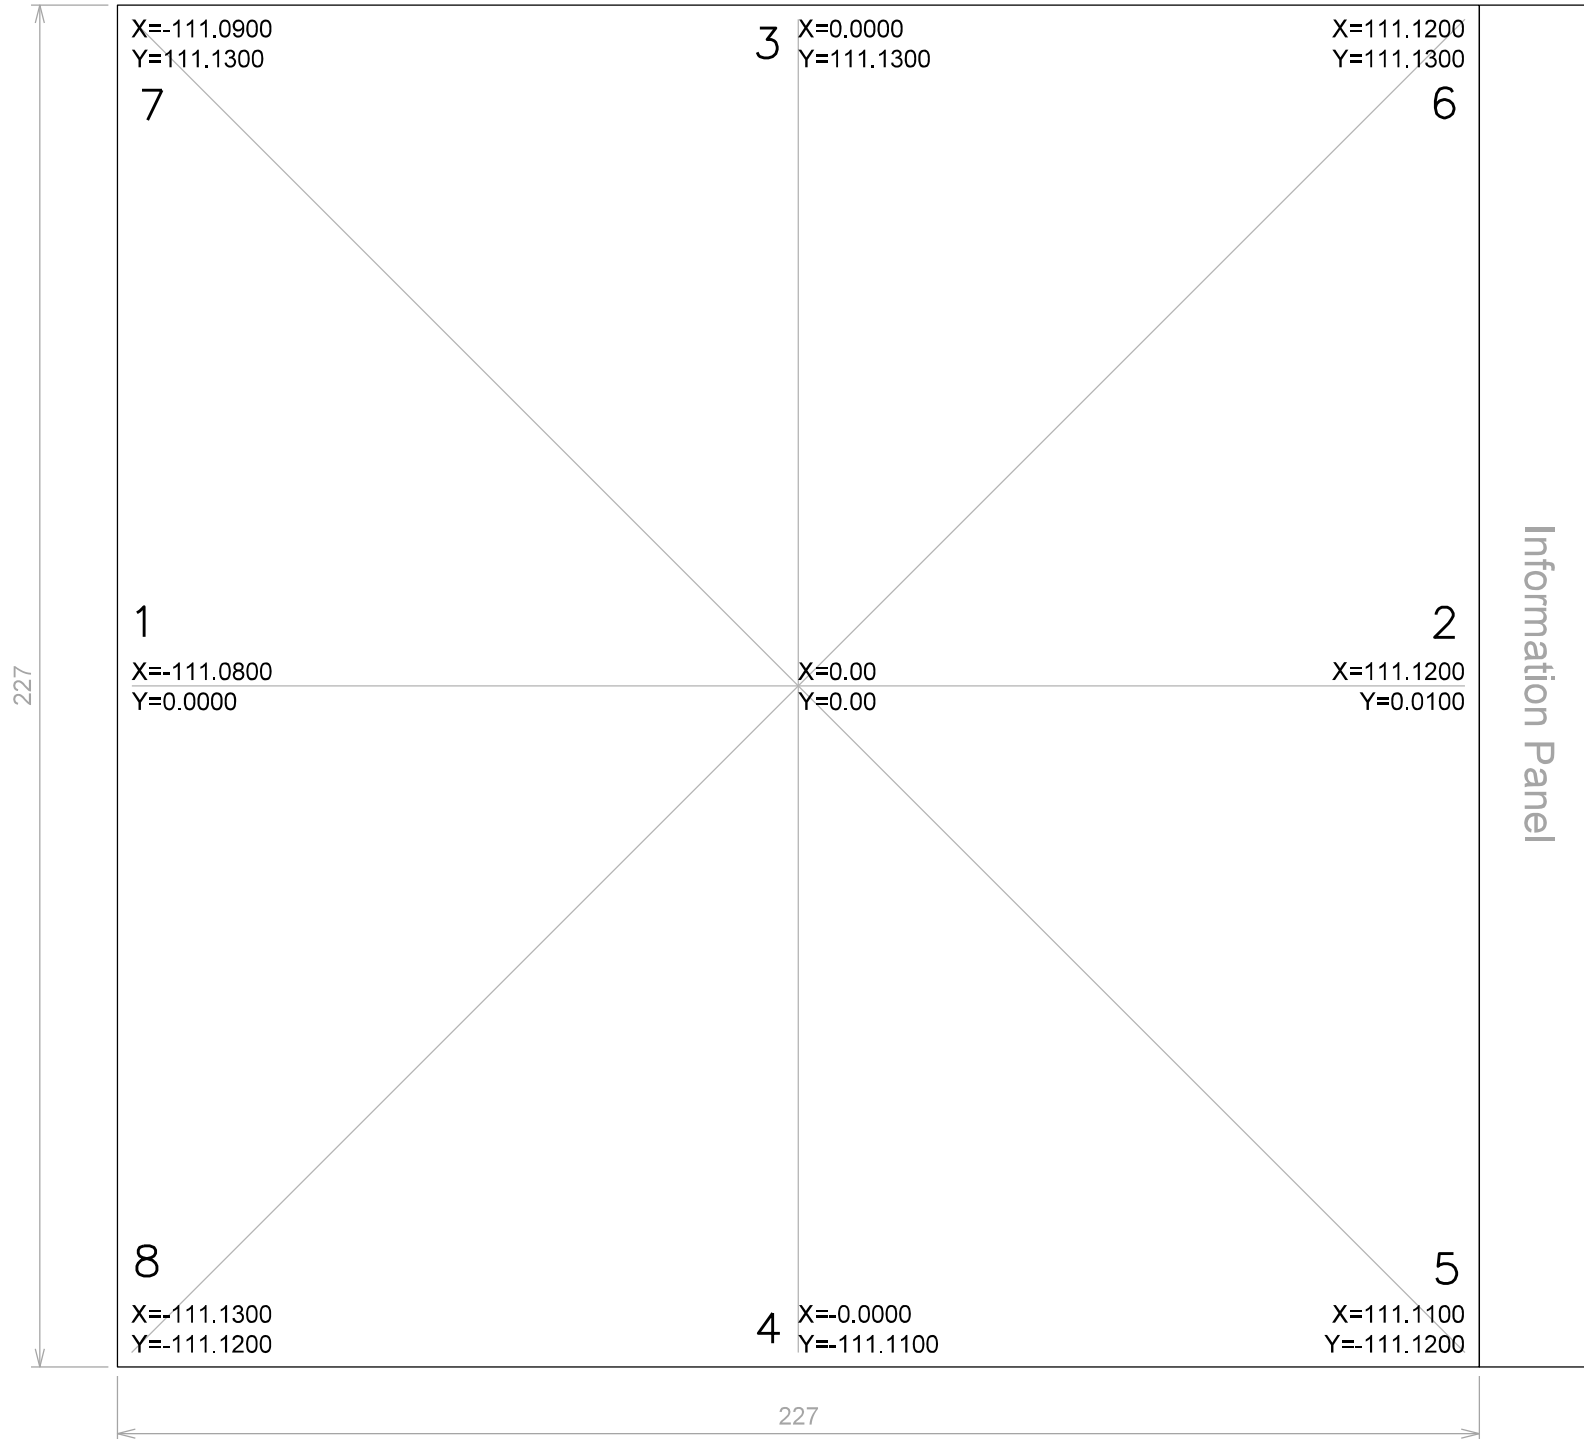 X=-111.0900
Y=111.1300
7
3
X=0.0000
Y=111.1300
X=111.1200
Y=111.1300
6
1
X=-111.0800
Y=0.0000
X=0.00
Y=0.00
2
X=111.1200
Y=0.0100
8
X=-111.1300
Y=-111.1200
4
X=-0.0000
Y=-111.1100
5
X=111.1100
Y=-111.1200
227
227
Information Panel